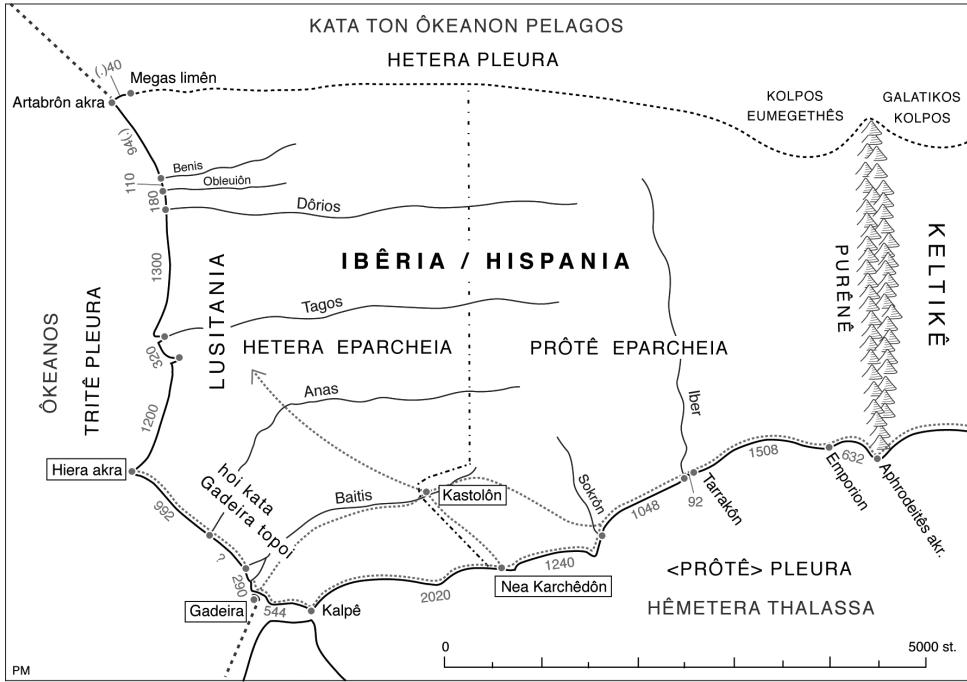 KATA TON ÔKEANON PELAGOS
HETERA PLEURA
(.)40
Megas limên
Artabrôn akra
KOLPOS
EUMEGETHÊS
GALATIKOS
KOLPOS
94(.)
Benis
110
Obleuiôn
180
Dôrios
1300
IBÊRIA / HISPANIA
PURÊNÊ
KELTIKÊ
LUSITANIA
Tagos
ÔKEANOS
TRITÊ PLEURA
320
HETERA EPARCHEIA
PRÔTÊ EPARCHEIA
Anas
Iber
1200
Hiera akra
hoi kata
Gadeira topoi
Baitis
Kastolôn
Sokrôn
1048
92
Tarrakôn
1508
Emporion
632
Aphrodeitês akr.
992
?
290
Gadeira
544
Kalpê
2020
1240
Nea Karchêdôn
<PRÔTÊ> PLEURA
HÊMETERA THALASSA
0
5000 st.
PM